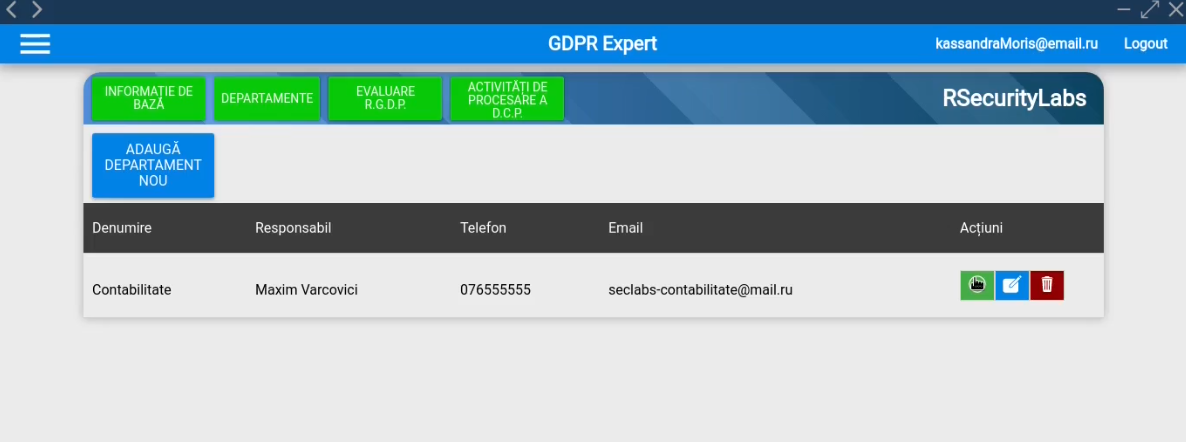 GDPR Expert
kassandraMoris@email.ru
Logout
INFORMAȚIE DE
BAZĂ
DEPARTAMENTE
EVALUARE
R.G.D.P.
ACTIVITĂȚI DE
PROCESARE A
D.C.P.
RSecurityLabs
ADAUGĂ
DEPARTAMENT
NOU
Denumire
Responsabil
Telefon
Email
Acțiuni
Contabilitate
Maxim Varcovici
076555555
seclabs-contabilitate@mail.ru